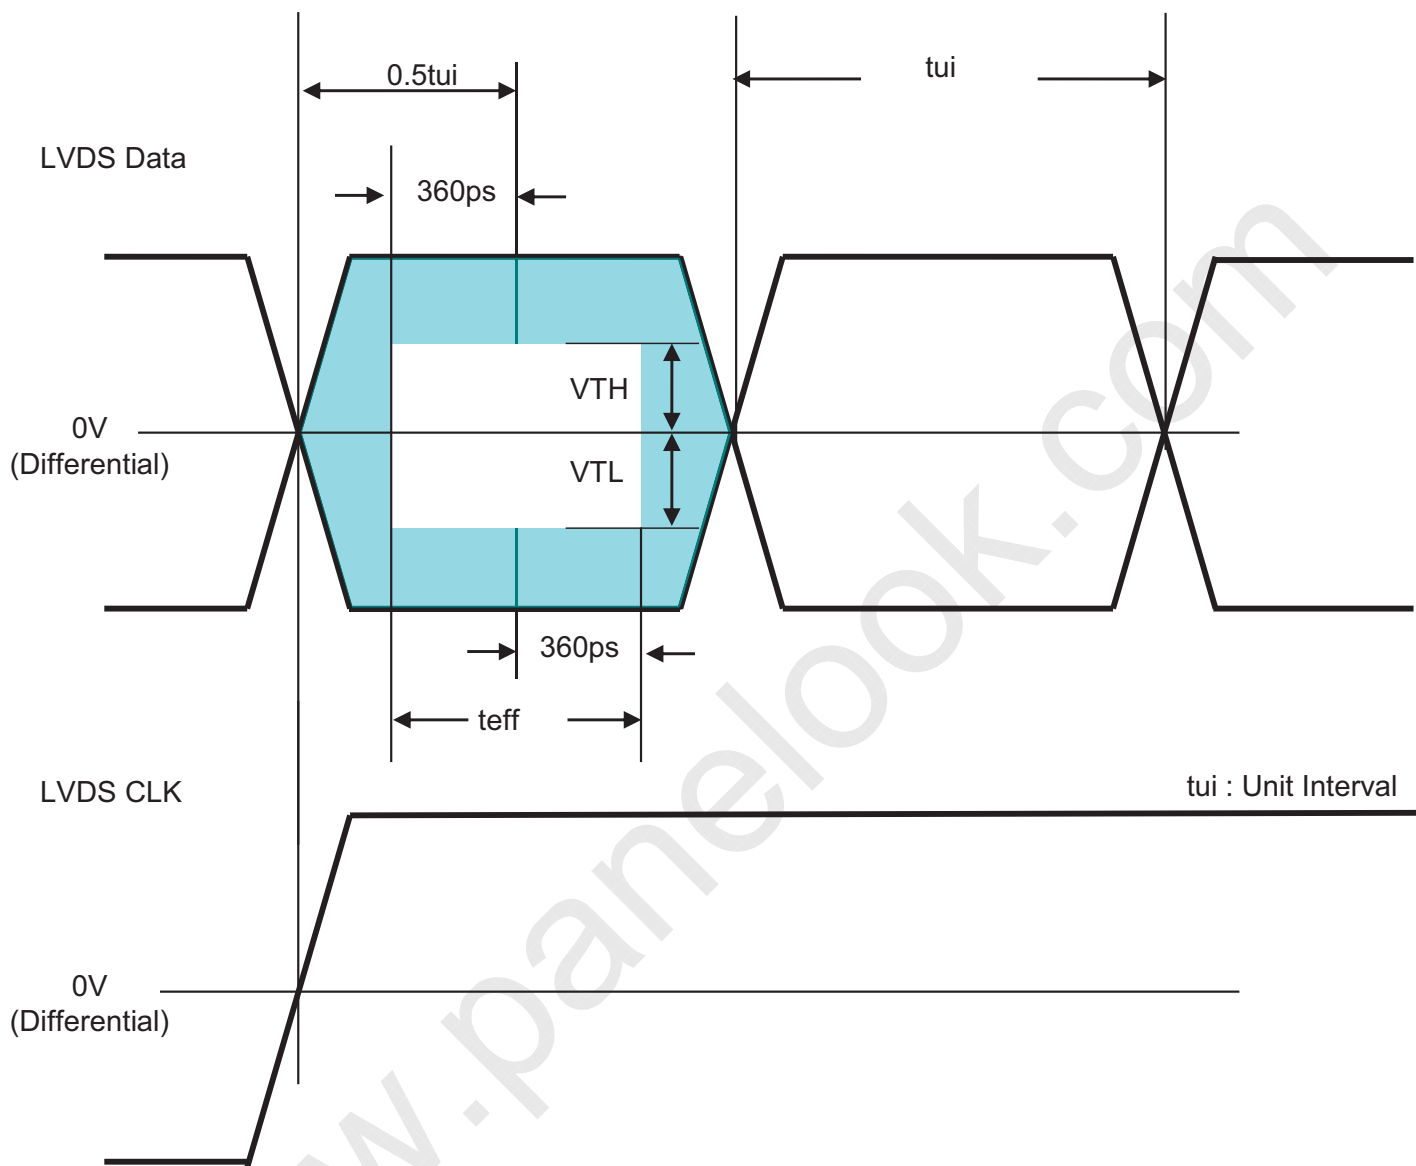 0.5tui
tui
LVDS Data
360ps
VTH
0V
(Differential)
VTL
360ps
teff
LVDS CLK
tui : Unit Interval
0V
(Differential)
w.panelook.com